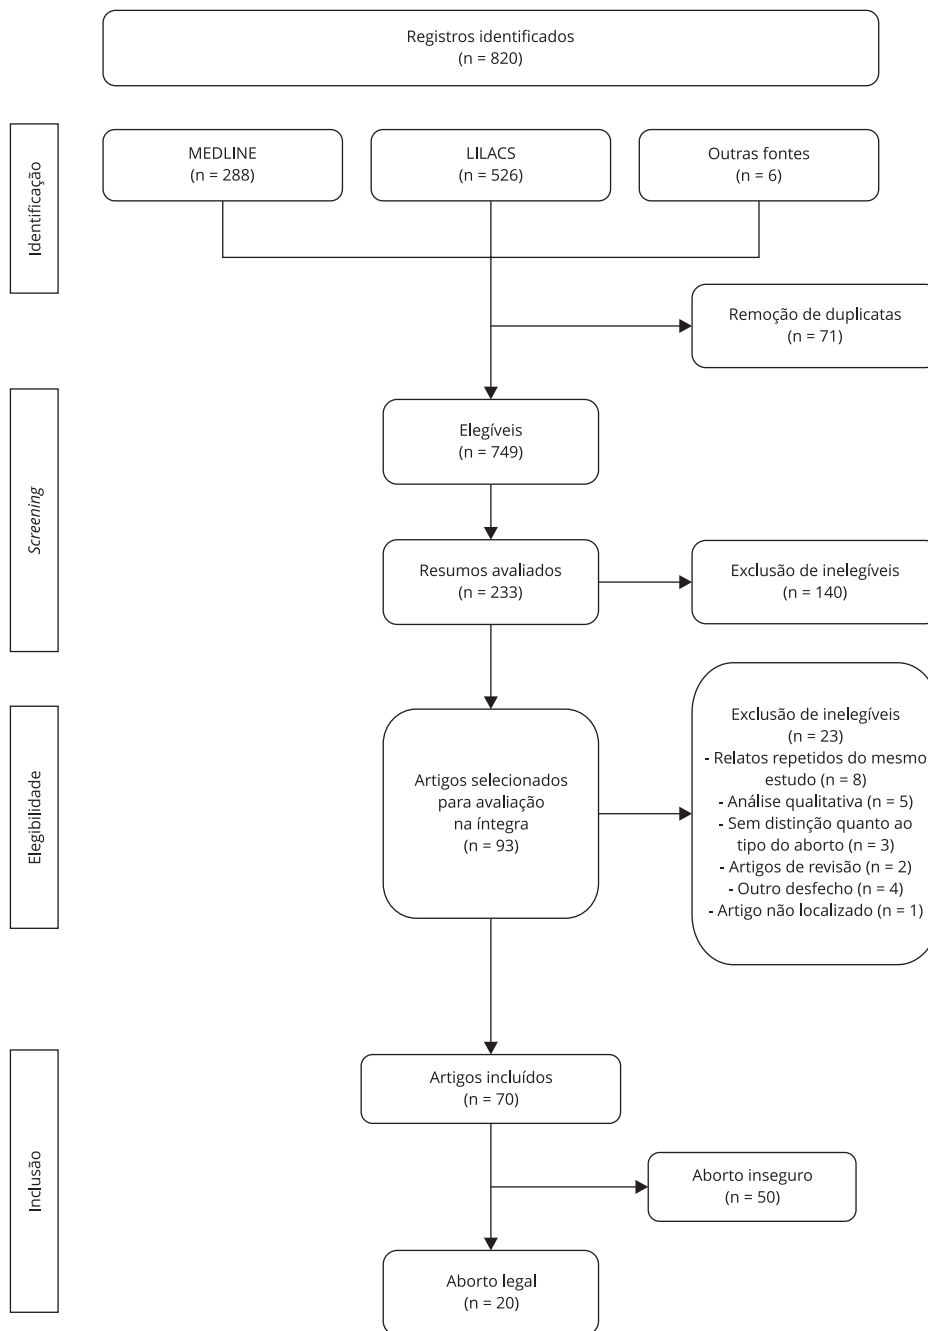 Registros identificados
(n = 820)
Identificação
MEDLINE
(n = 288)
LILACS
(n = 526)
Outras fontes
(n = 6)
Remoção de duplicatas
(n = 71)
Screening
Elegíveis
(n = 749)
Resumos avaliados
(n = 233)
Exclusão de inelegíveis
(n = 140)
Elegibilidade
Artigos selecionados
para avaliação
na íntegra
(n = 93)
Exclusão de inelegíveis
(n = 23)
- Relatos repetidos do mesmo
estudo (n = 8)
- Análise qualitativa (n = 5)
- Sem distinção quanto ao
tipo do aborto (n = 3)
- Artigos de revisão (n = 2)
- Outro desfecho (n = 4)
- Artigo não localizado (n = 1)
Inclusão
Artigos incluídos
(n = 70)
Aborto inseguro
(n = 50)
Aborto legal
(n = 20)